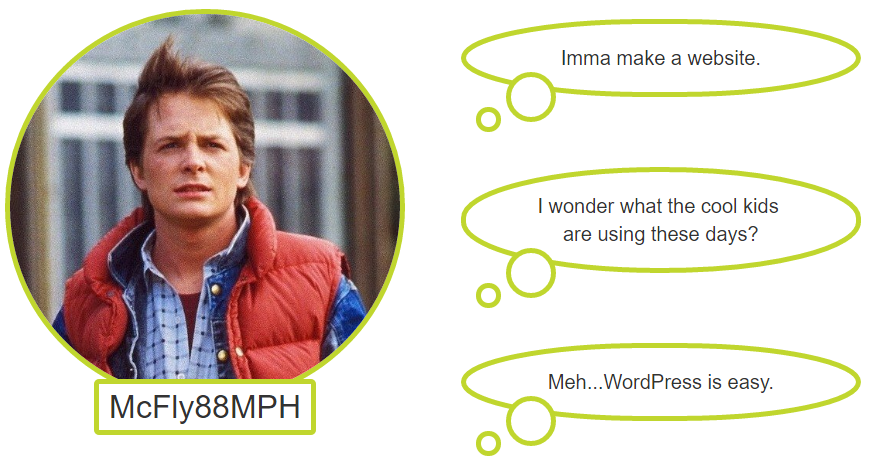 Imma make a website.
I wonder what the cool kids
are using these days?
Meh...WordPress is easy.
McFly88MPH